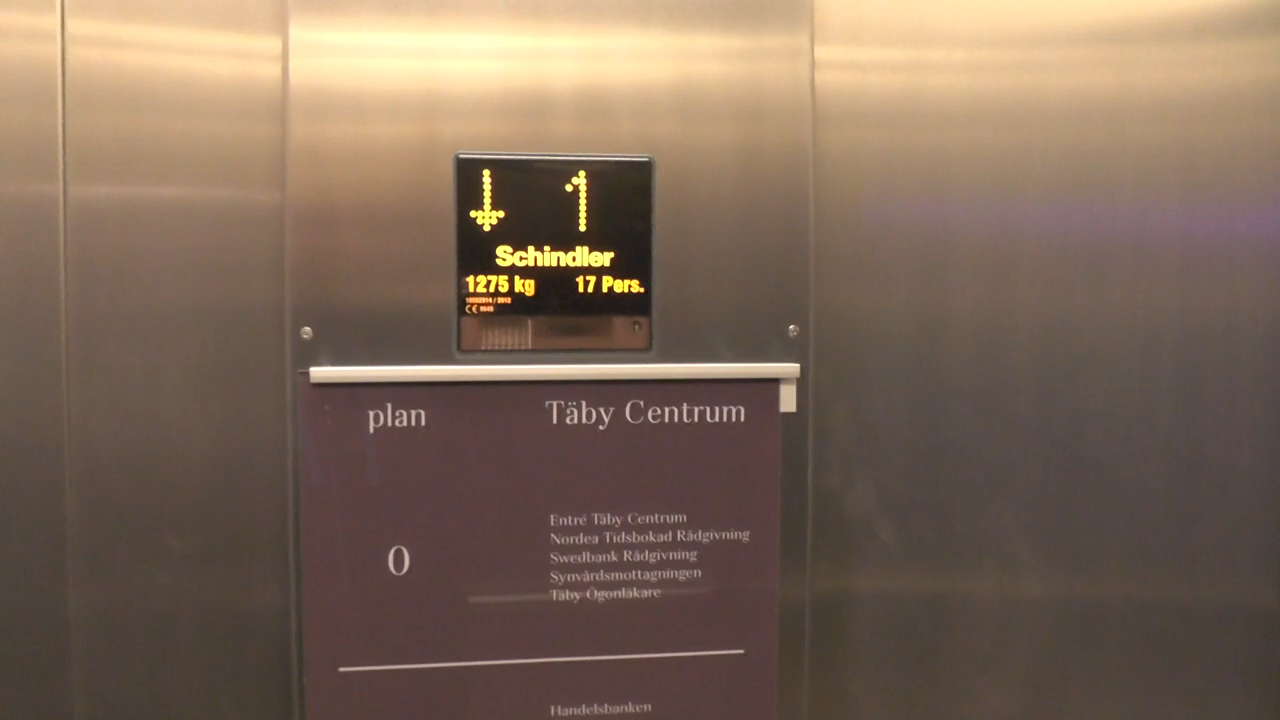 1
Schindler
1275 kg 17 Pers.
plan Täby Centrum
0
Entré Täby Centrum
Nordea Tidsbokad Rådgivning
Swedbank Rådgivning
Synvårdsmottagningen
Täby Ögonläkare
Handelsbanken